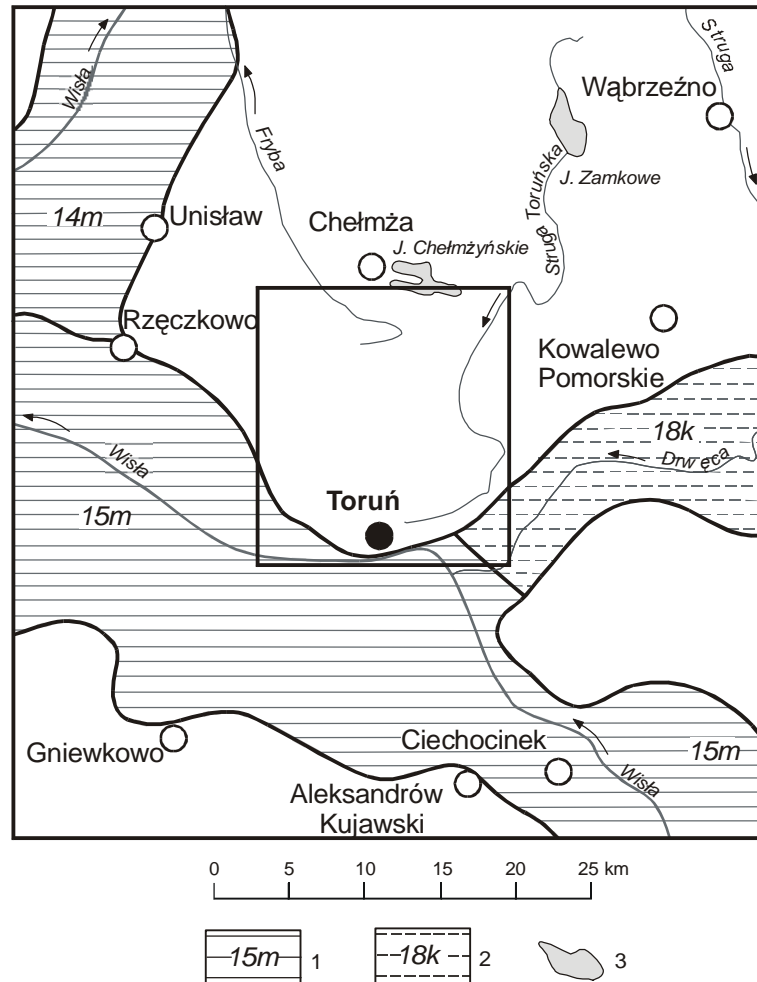 Wisła
Struga
Wąbrzeźno
Fryba
Struga Toruńska
J. Zamkowe
14m
Unisław
Chełmża
J. Chełmżyńskie
Rzęczkowo
Kowalewo
Pomorskie
18k
Drwęca
Wisła
15m
Toruń
Gniewkowo
Ciechocinek
15m
Aleksandrów
Kujawski
Wisła
0 5 10 15 20 25 km
15m 1 18k 2 3